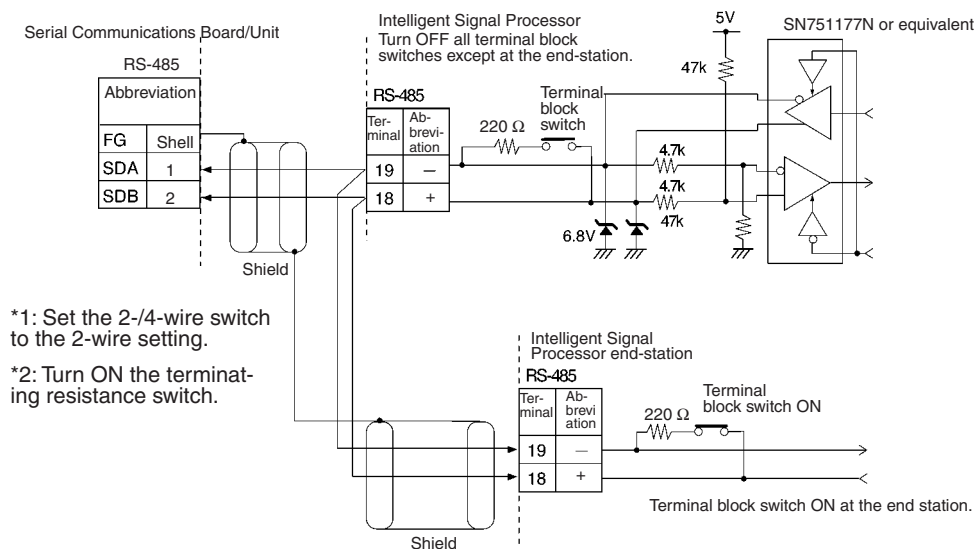 Serial Communications Board/Unit
RS-485
Abbreviation
FG Shell
SDA 1
SDB 2
Shield
Intelligent Signal Processor
Turn OFF all terminal block
switches except at the end-station.
RS-485
Ter-
minal
Ab-
brevi-
ation
19 –
18 +
220 Ω
Terminal
block
switch
5V
47k
SN751177N or equivalent
4.7k
4.7k
47k
6.8V
*1: Set the 2-/4-wire switch
to the 2-wire setting.
*2: Turn ON the terminat-
ing resistance switch.
Intelligent Signal
Processor end-station
RS-485
Ter-
minal
Ab-
brevi
ation
19 –
18 +
220 Ω
Terminal
block switch ON
Terminal block switch ON at the end station.
Shield